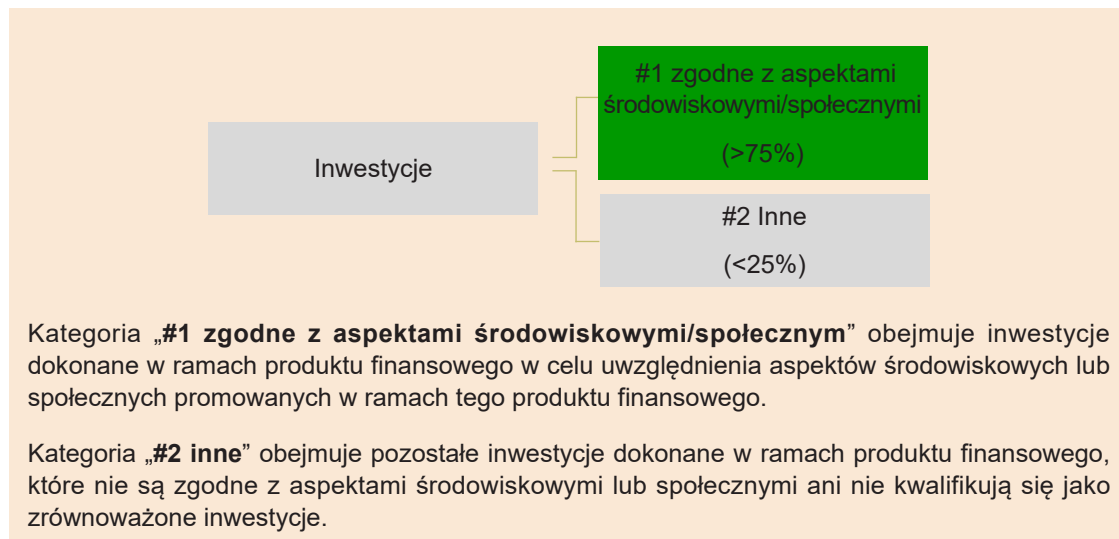 #1 zgodne z aspektami
środowiskowymi/społecznymi
(>75%)
Inwestycje
#2 Inne
(<25%)
Kategoria „#1 zgodne z aspektami środowiskowymi/społecznym” obejmuje inwestycje
dokonane w ramach produktu finansowego w celu uwzględnienia aspektów środowiskowych lub
społecznych promowanych w ramach tego produktu finansowego.
Kategoria „#2 inne” obejmuje pozostałe inwestycje dokonane w ramach produktu finansowego,
które nie są zgodne z aspektami środowiskowymi lub społecznymi ani nie kwalifikują się jako
zrównoważone inwestycje.